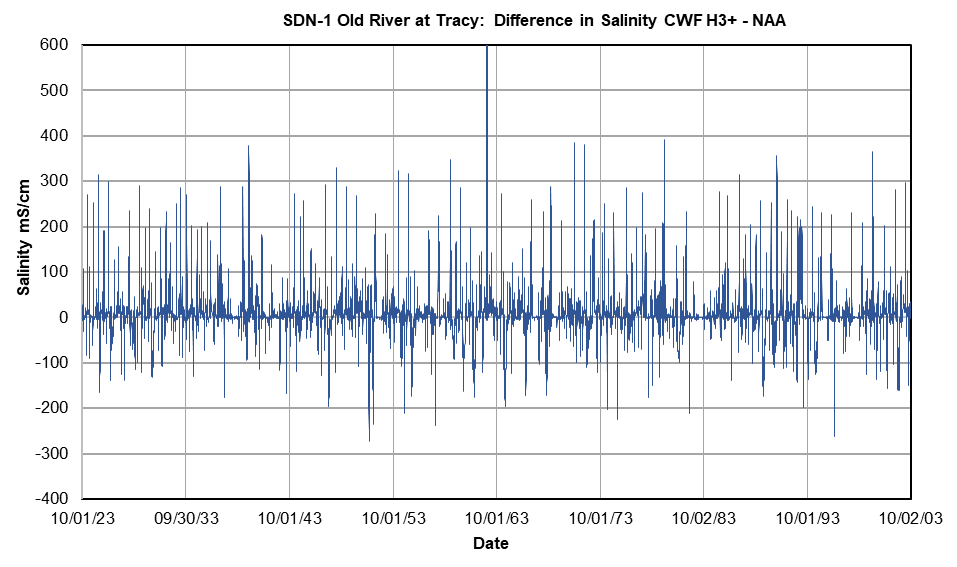 SDN-1 Old River at Tracy: Difference in Salinity CWF H3+ - NAA
600
500
400
300
200
100
0
-100
-200
-300
-400
Salinity mS/cm
10/01/23 09/30/33 10/01/43 10/01/53 10/01/63 10/01/73 10/02/83 10/01/93 10/02/03
Date